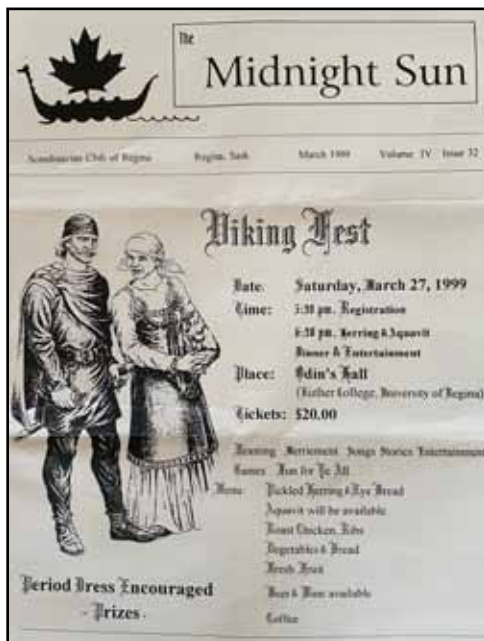 The
Midnight Sun
Scandinavian Club of Regina Regina, Sask March 1999 Volume IV Issue 32
Viking Fest
Date: Saturday, March 27, 1999
Time: 5:30 pm. Registration
6:30 pm. Herring & Aquavit
Dinner & Entertainment
Place: Odin's Hall
(Luther College, University of Regina)
Tickets: $20.00
Merriment Songs Stories Entertainment
Games Fun for Ye All
Menu: Pickled Herring & Rye Bread
Aquavit will be available
Roast Chicken, Ribs
Vegetables & Bread
Fresh Fruit
Beer & Wine available
Coffee
Period Dress Encouraged
- Prizes -